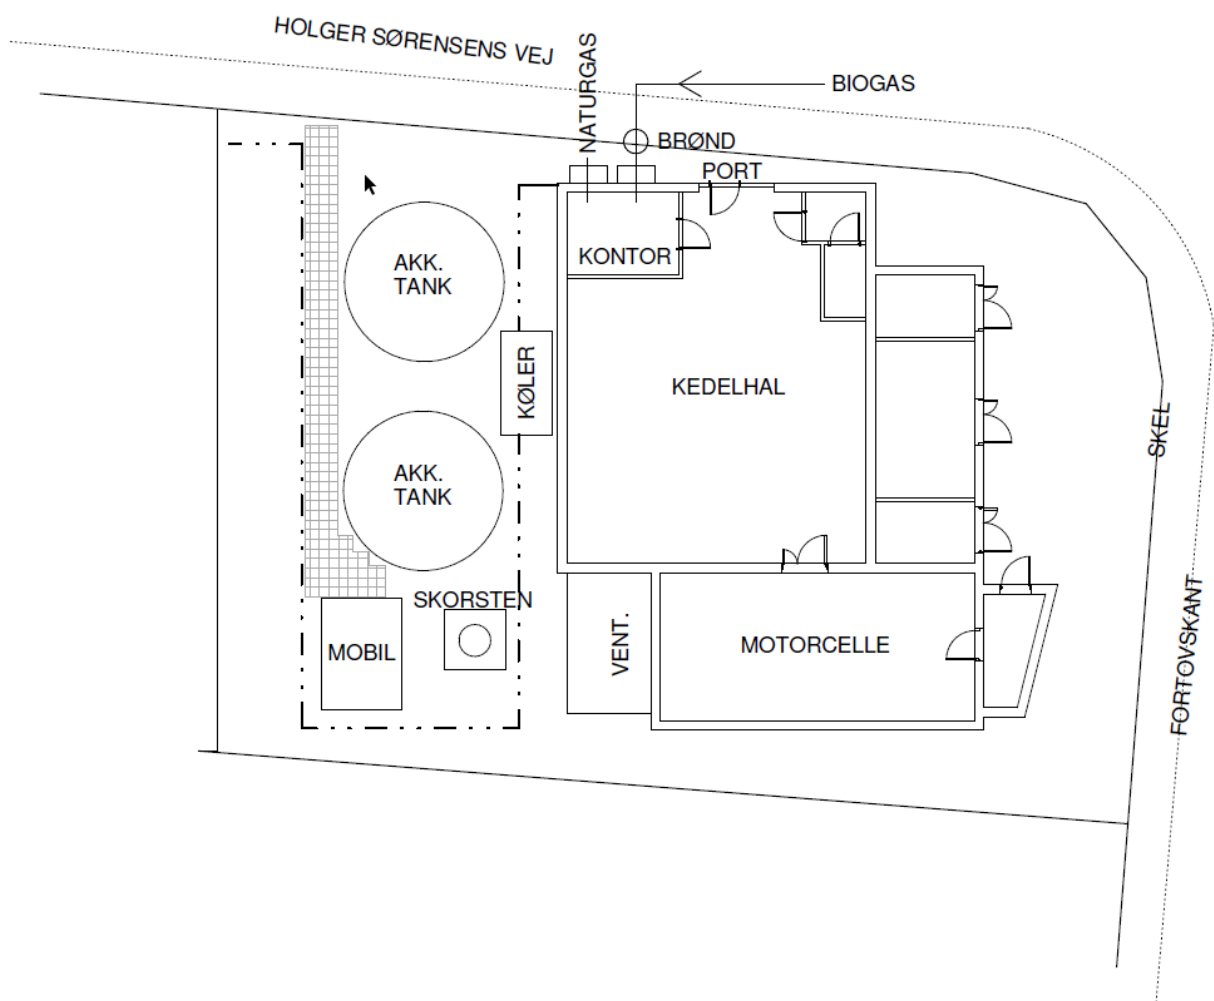 HOLGER SØRENSENS VEJ
NATURGAS
BIOGAS
BRØND
PORT
KONTOR
AKK.
TANK
KØLER
KEDELHAL
SKEL
AKK.
TANK
SKORSTEN
MOBIL
VENT.
MOTORCELLE
FORTOVSKANT